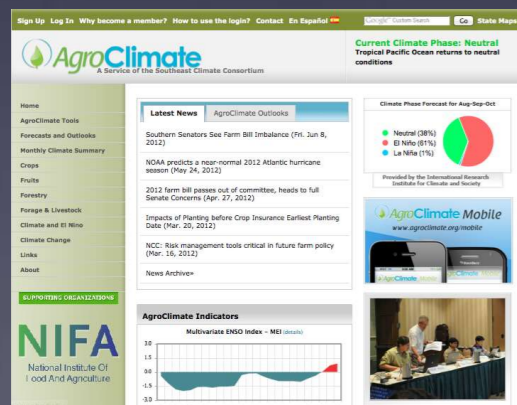 Sign Up Log In Why become a member? How to use the login? Contact En Español
Google Custom Search Go State Maps
AgroClimate
A Service of the Southeast Climate Consortium
Current Climate Phase: Neutral
Tropical Pacific Ocean returns to neutral
conditions
Home
AgroClimate Tools
Forecasts and Outlooks
Monthly Climate Summary
Crops
Fruits
Forestry
Forage & Livestock
Climate and El Nino
Climate Change
Links
About
SUPPORTING ORGANIZATIONS
NIFA
National Institute Of
Food And Agriculture
Latest News AgroClimate Outlooks
Southern Senators See Farm Bill Imbalance (Fri. Jun 8,
2012)
NOAA predicts a near-normal 2012 Atlantic hurricane
season (May 24, 2012)
2012 farm bill passes out of committee, heads to full
Senate Concerns (Apr. 27, 2012)
Impacts of Planting before Crop Insurance Earliest Planting
Date (Mar. 20, 2012)
NCC: Risk management tools critical in future farm policy
(Mar. 16, 2012)
News Archive»
AgroClimate Indicators
Multivariate ENSO Index – MEI (details)
3.0
1.5
0.0
-1.5
-3.0
Climate Phase Forecast for Aug-Sep-Oct
Neutral (38%)
El Niño (61%)
La Niña (1%)
Provided by the International Research
Institute for Climate and Society
AgroClimate Mobile
www.agroclimate.org/mobile